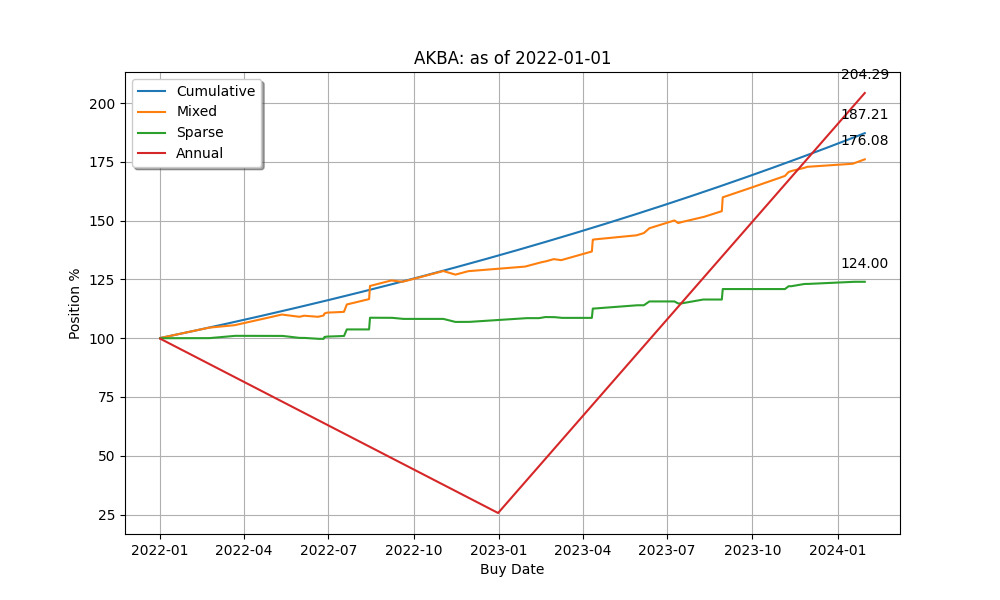 AKBA: as of 2022-01-01
204.29
187.21
176.08
124.00
Cumulative
Mixed
Sparse
Annual
Position %
200
175
150
125
100
75
50
25
2022-01 2022-04 2022-07 2022-10 2023-01 2023-04 2023-07 2023-10 2024-01
Buy Date